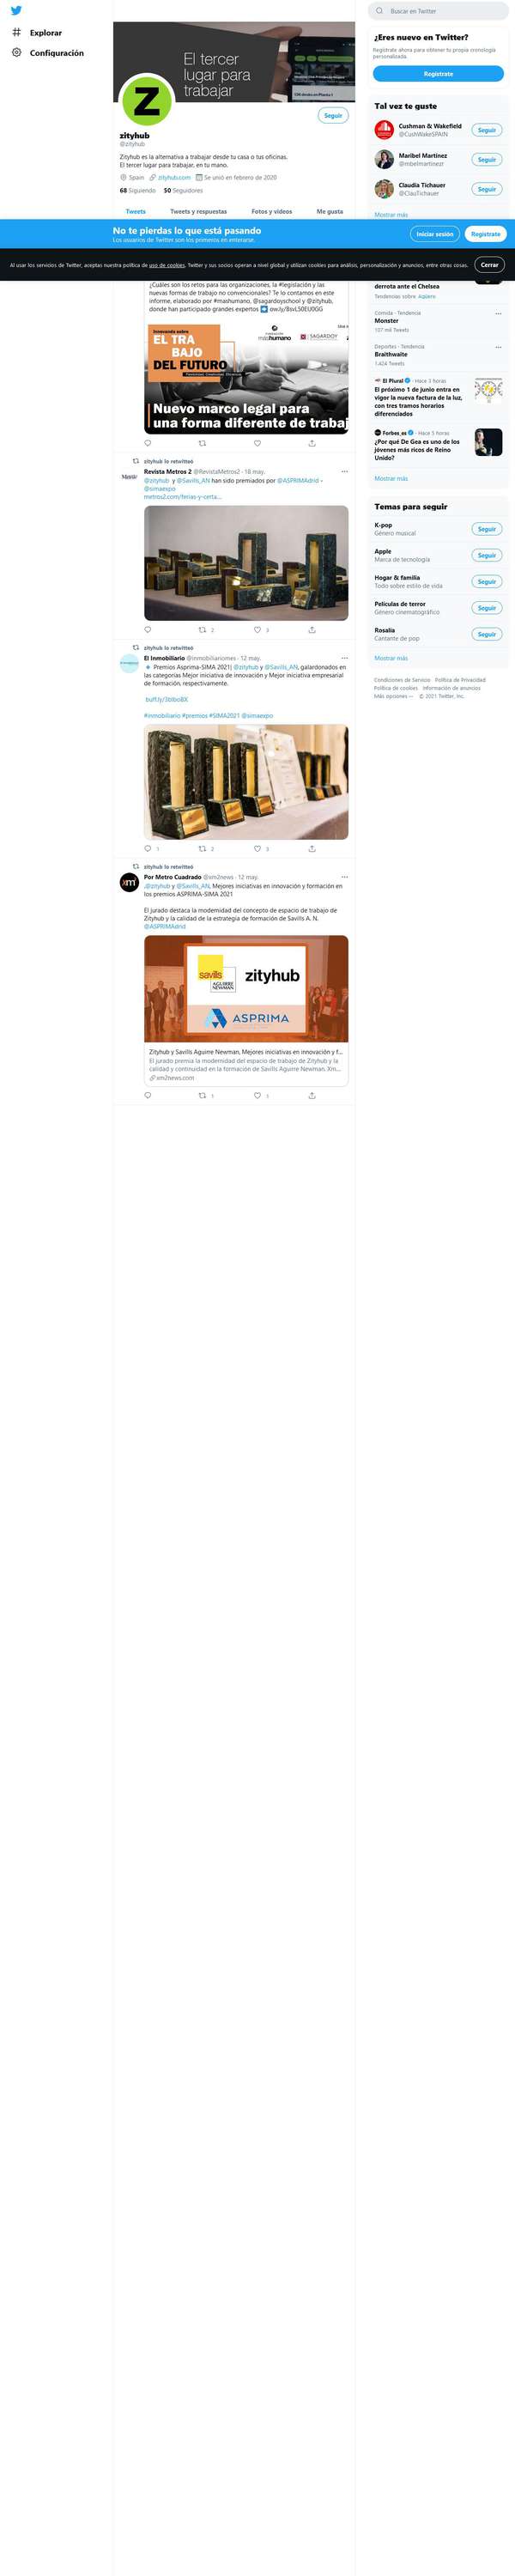 Explorar
Configuración
El tercer
lugar para
trabajar
Z
Seguir
zityhub
@zityhub
Zityhub es la alternativa a trabajar desde tu casa o tus oficinas.
El tercer lugar para trabajar, en tu mano.
Spain zityhub.com Se unió en febrero de 2020
68 Siguiendo 50 Seguidores
Tweets Tweets y respuestas Fotos y videos Me gusta
Buscar en Twitter
¿Eres nuevo en Twitter?
Regístrate ahora para obtener tu propia cronología
personalizada.
Regístrate
Tal vez te guste
Cushman & Wakefield
@CushWakeSPAIN
Seguir
Maribel Martínez
@mbelmartinezr
Seguir
Claudia Tichauer
@ClauTichauer
Seguir
Mostrar más
No te pierdas lo que está pasando
Los usuarios de Twitter son los primeros en enterarse.
Iniciar sesión Regístrate
Al usar los servicios de Twitter, aceptas nuestra política de uso de cookies. Twitter y sus socios operan a nivel global y utilizan cookies para análisis, personalización y anuncios, entre otras cosas.
Cerrar
¿Cuáles son los retos para las organizaciones, la #legislación y las
nuevas formas de trabajo no convencionales? Te lo contamos en este
informe, elaborado por #mashumano, @sagardoyschool y @zityhub,
donde han participado grandes expertos ow.ly/BsvL50EU0GG
Innovando sobre
EL TRA
BAJO
DEL FUTURO
fundación
máshumano
SAGARDOY
Nuevo marco legal para
una forma diferente de trabaj
zityhub lo retwitteó
Revista Metros 2 @RevistaMetros2 · 18 may.
@zityhub y @Savills_AN han sido premiados por @ASPRIMAdrid -
@simaexpo
metros2.com/ferias-y-certa…
2 3
zityhub lo retwitteó
El Inmobiliario @inmobiliariomes · 12 may.
Premios Asprima-SIMA 2021| @zityhub y @Savills_AN, galardonados en
las categorías Mejor iniciativa de innovación y Mejor iniciativa empresarial
de formación, respectivamente.
buff.ly/3bIboBX
#inmobiliario #premios #SIMA2021 @simaexpo
1 2 3
zityhub lo retwitteó
Por Metro Cuadrado @xm2news · 12 may.
.@zityhub y @Savills_AN, Mejores iniciativas en innovación y formación en
los premios ASPRIMA-SIMA 2021
El jurado destaca la modernidad del concepto de espacio de trabajo de
Zityhub y la calidad de la estrategia de formación de Savills A. N.
@ASPRIMAdrid
savills
AGUIRRE
NEWMAN
zityhub
ASPRIMA
Zityhub y Savills Aguirre Newman, Mejores iniciativas en innovación y f…
El jurado premia la modernidad del espacio de trabajo de Zityhub y la
calidad y continuidad en la formación de Savills Aguirre Newman. Xm…
xm2news.com
1 3
derrota ante el Chelsea
Tendencias sobre Agüero
Comida · Tendencia
Monster
137 mil Tweets
Deportes · Tendencia
Braithwaite
1.424 Tweets
El Plural · Hace 3 horas
El próximo 1 de junio entra en
vigor la nueva factura de la luz,
con tres tramos horarios
diferenciados
Forbes_es · Hace 5 horas
¿Por qué De Gea es uno de los
jóvenes más ricos de Reino
Unido?
Mostrar más
Temas para seguir
K-pop
Género musical
Seguir
Apple
Marca de tecnología
Seguir
Hogar & familia
Todo sobre estilo de vida
Seguir
Películas de terror
Género cinematográfico
Seguir
Rosalía
Cantante de pop
Seguir
Mostrar más
Condiciones de Servicio Política de Privacidad
Política de cookies Información de anuncios
Más opciones © 2021 Twitter, Inc.